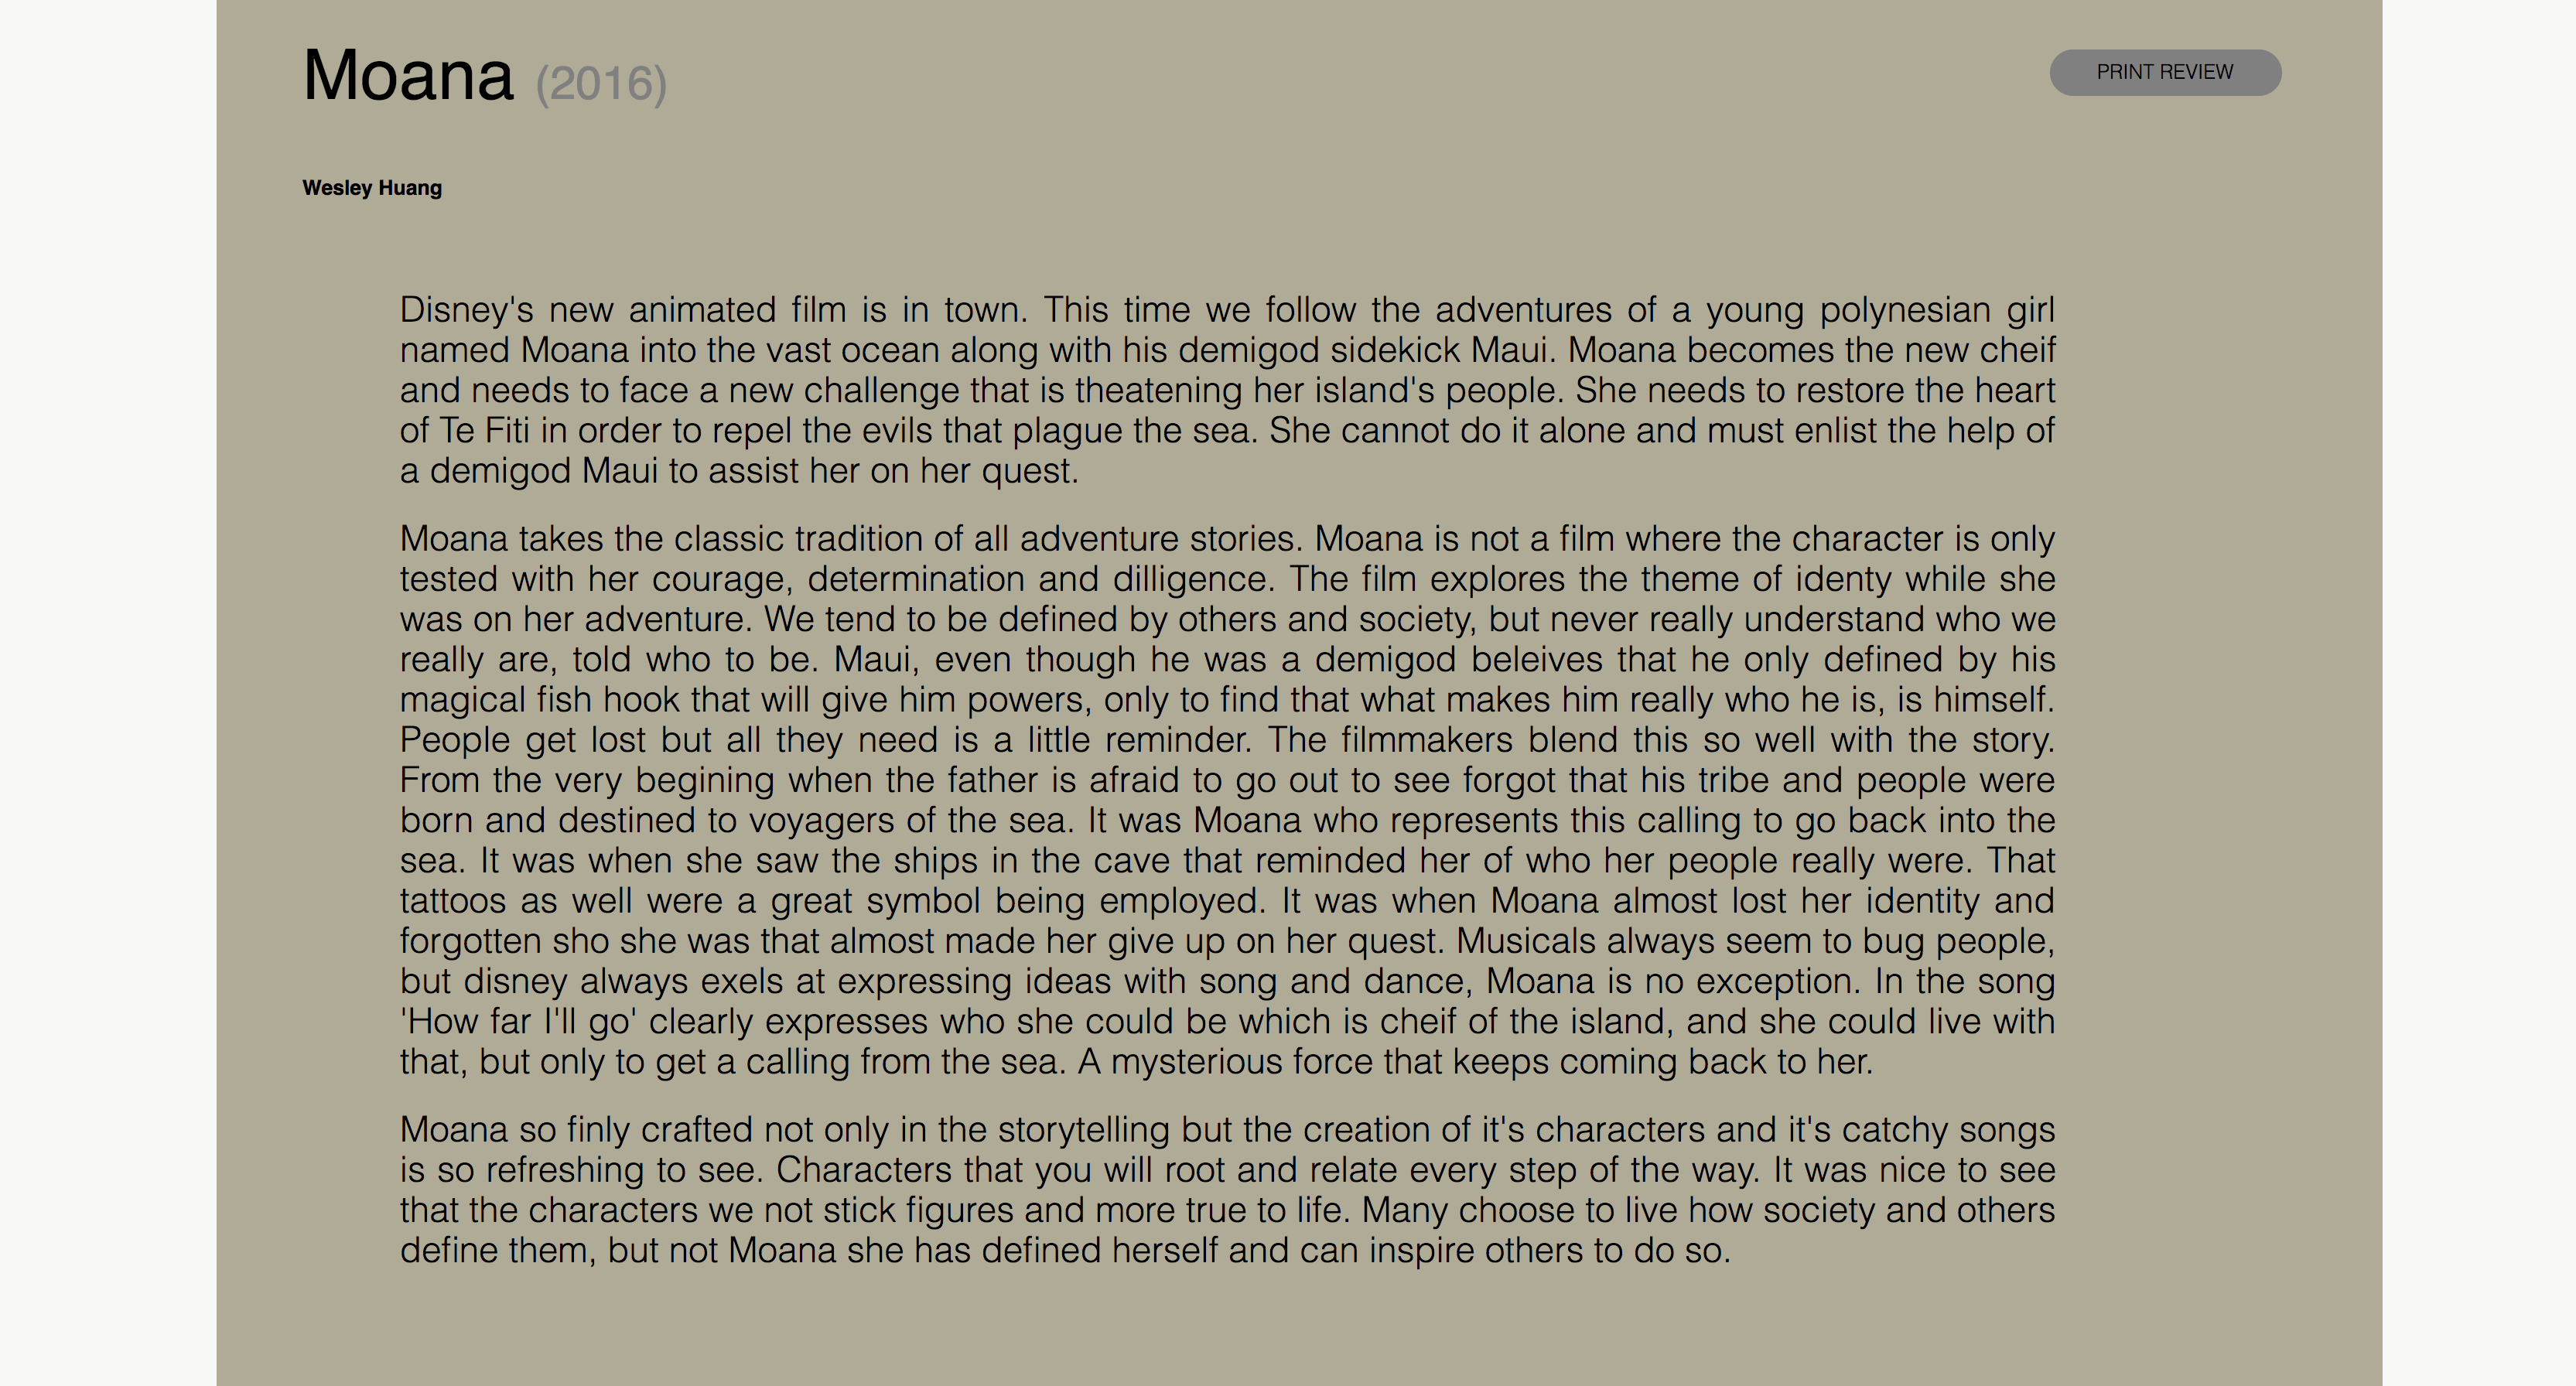 Moana (2016)
PRINT REVIEW
Wesley Huang
Disney's new animated film is in town. This time we follow the adventures of a young polynesian girl
named Moana into the vast ocean along with his demigod sidekick Maui. Moana becomes the new cheif
and needs to face a new challenge that is theatening her island's people. She needs to restore the heart
of Te Fiti in order to repel the evils that plague the sea. She cannot do it alone and must enlist the help of
a demigod Maui to assist her on her quest.
Moana takes the classic tradition of all adventure stories. Moana is not a film where the character is only
tested with her courage, determination and dilligence. The film explores the theme of identy while she
was on her adventure. We tend to be defined by others and society, but never really understand who we
really are, told who to be. Maui, even though he was a demigod beleives that he only defined by his
magical fish hook that will give him powers, only to find that what makes him really who he is, is himself.
People get lost but all they need is a little reminder. The filmmakers blend this so well with the story.
From the very begining when the father is afraid to go out to see forgot that his tribe and people were
born and destined to voyagers of the sea. It was Moana who represents this calling to go back into the
sea. It was when she saw the ships in the cave that reminded her of who her people really were. That
tattoos as well were a great symbol being employed. It was when Moana almost lost her identity and
forgotten sho she was that almost made her give up on her quest. Musicals always seem to bug people,
but disney always exels at expressing ideas with song and dance, Moana is no exception. In the song
'How far I'll go' clearly expresses who she could be which is cheif of the island, and she could live with
that, but only to get a calling from the sea. A mysterious force that keeps coming back to her.
Moana so finly crafted not only in the storytelling but the creation of it's characters and it's catchy songs
is so refreshing to see. Characters that you will root and relate every step of the way. It was nice to see
that the characters we not stick figures and more true to life. Many choose to live how society and others
define them, but not Moana she has defined herself and can inspire others to do so.